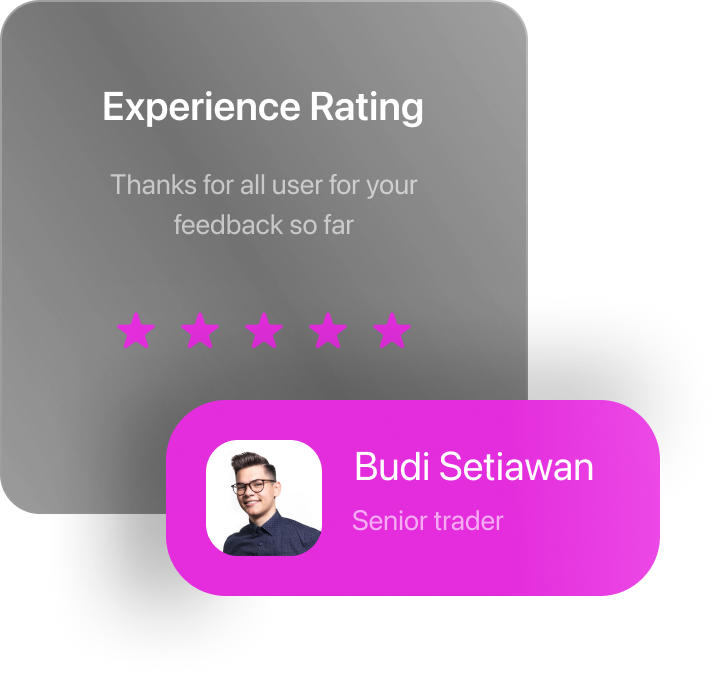 Experience Rating
Thanks for all user for your
feedback so far
Budi Setiawan
Senior trader